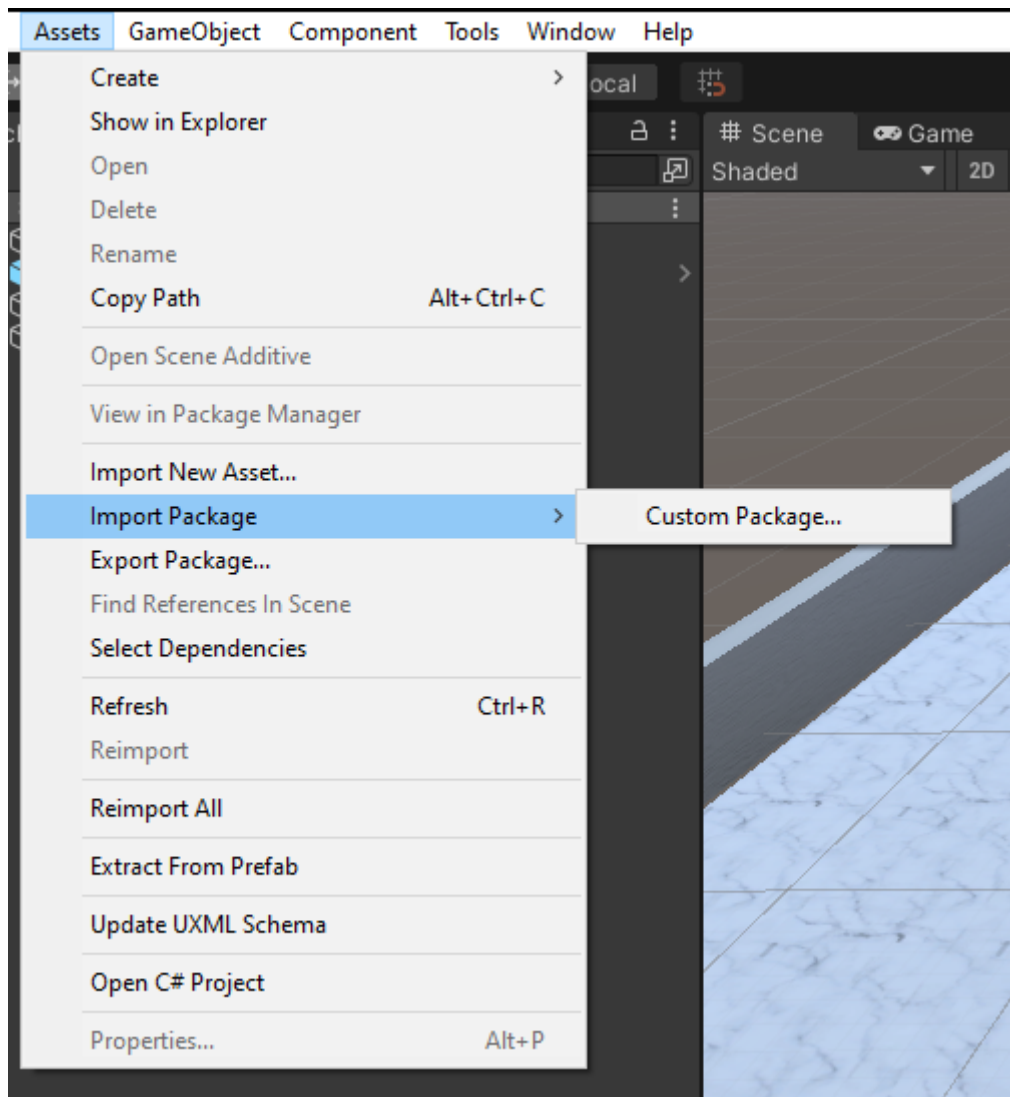 Assets GameObject Component Tools Window Help
Create
ocal
Show in Explorer
Scene Game
Open
Shaded 2D
Delete
Rename
Copy Path Alt+Ctrl+C
Open Scene Additive
View in Package Manager
Import New Asset...
Import Package Custom Package...
Export Package...
Find References In Scene
Select Dependencies
Refresh Ctrl+R
Reimport
Reimport All
Extract From Prefab
Update UXML Schema
Open C# Project
Properties... Alt+P